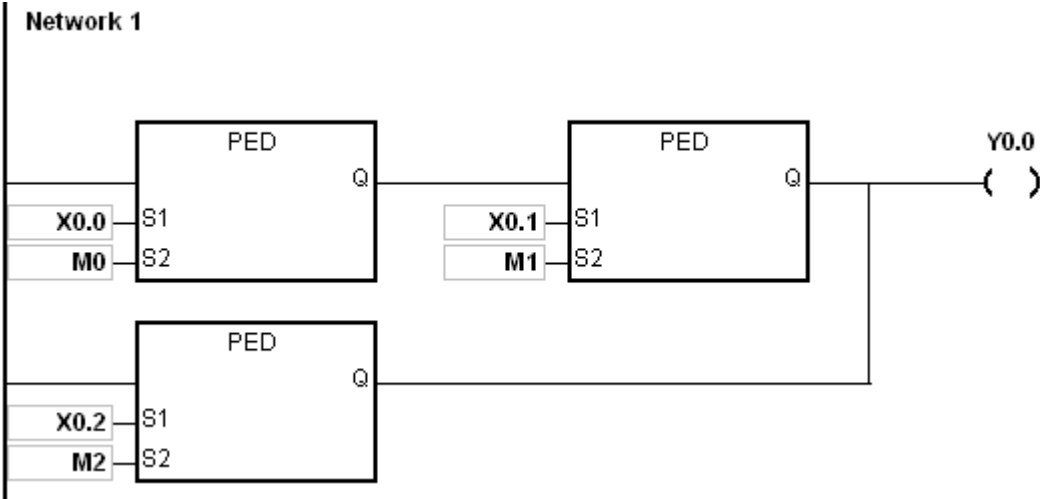 Network 1
PED
Q
X0.0 S1
M0 S2
PED
Q
X0.1 S1
M1 S2
Y0.0
( )
PED
Q
X0.2 S1
M2 S2